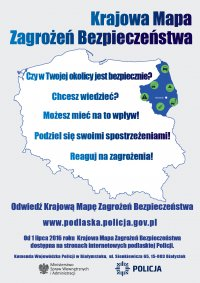 Krajowa Mapa
Zagrożeń Bezpieczeństwa
Czy w Twojej okolicy jest bezpiecznie?
Chcesz wiedzieć?
Możesz mieć na to wpływ!
Podziel się swoimi spostrzeżeniami!
Reaguj na zagrożenia!
Odwiedź Krajową Mapę Zagrożeń Bezpieczeństwa
www.podlaska.policja.gov.pl
Od 1 lipca 2016 roku Krajowa Mapa Zagrożeń Bezpieczeństwa
dostępna na stronach internetowych podlaskiej Policji.
Komenda Wojewódzka Policji w Białymstoku, ul. Sienkiewicza 65, 15-003 Białystok
Ministerstwo
Spraw Wewnętrznych
i Administracji
POLICJA